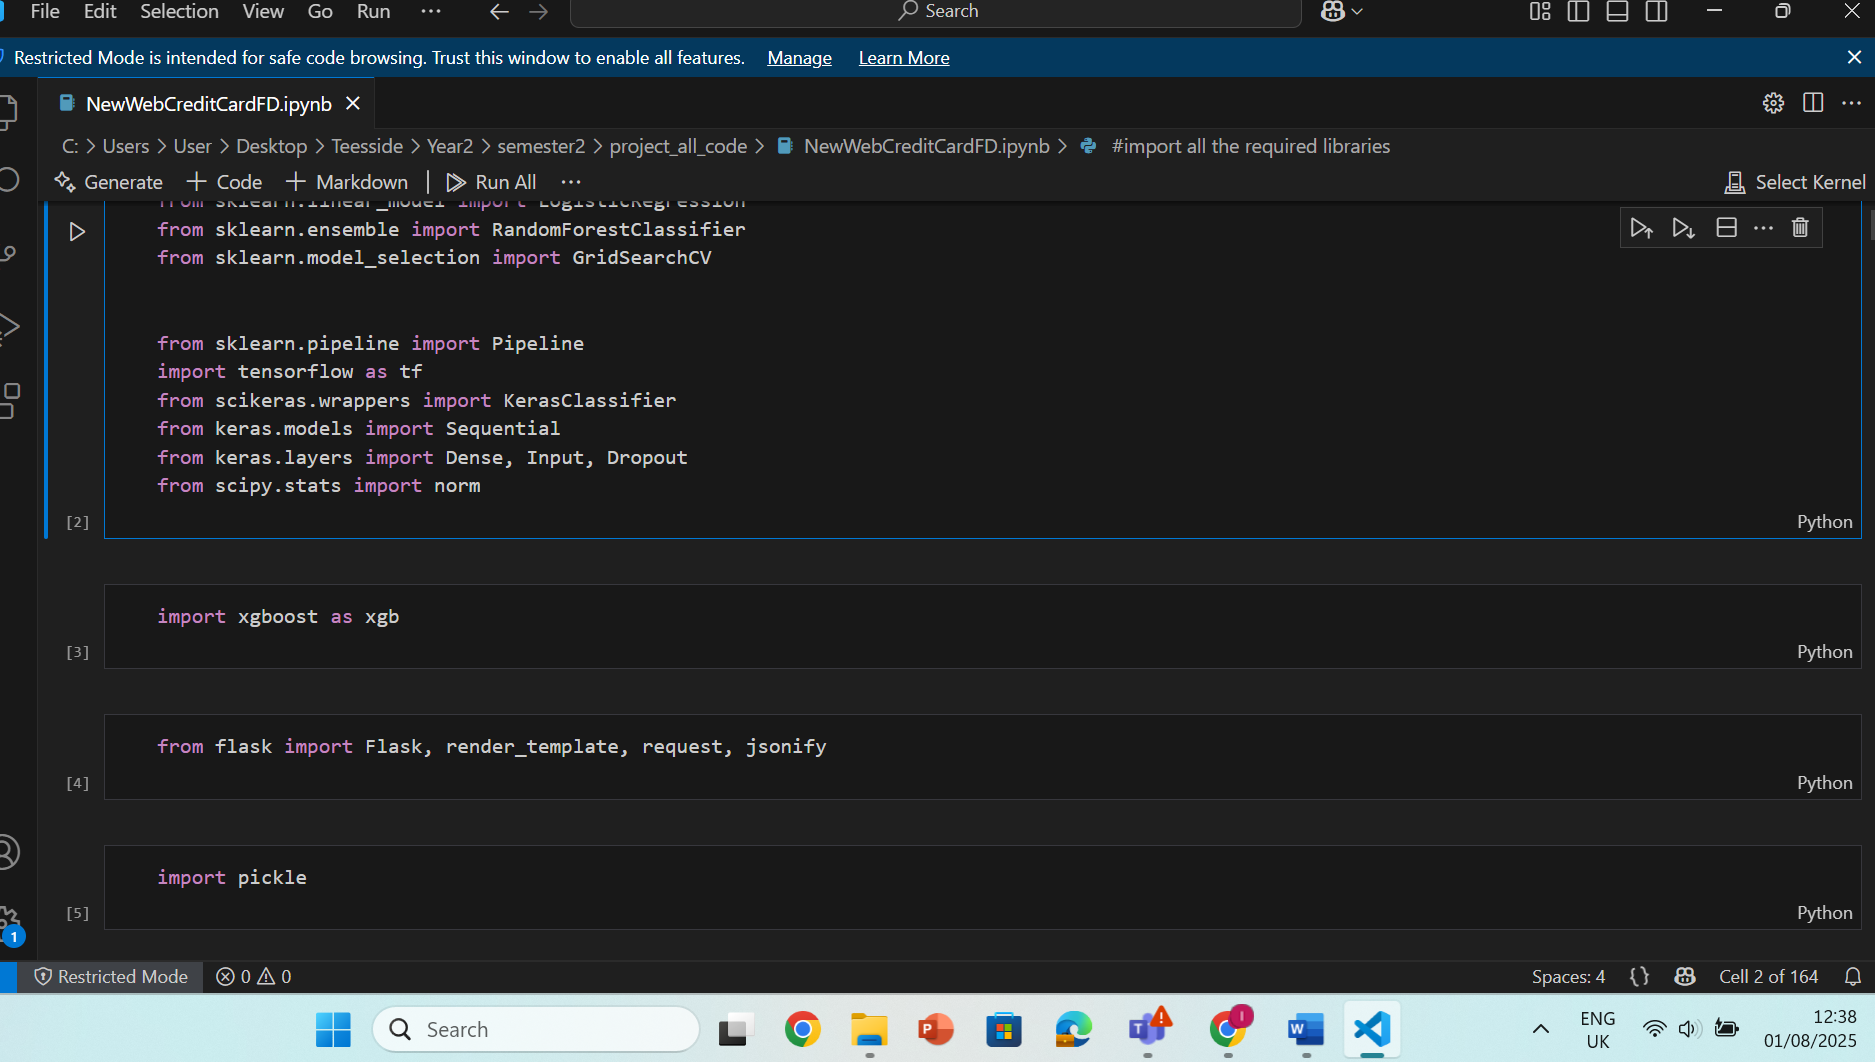 File Edit Selection View Go Run ··· Search
Restricted Mode is intended for safe code browsing. Trust this window to enable all features. Manage Learn More
NewWebCreditCardFD.ipynb
C: > Users > User > Desktop > Teesside > Year2 > semester2 > project_all_code > NewWebCreditCardFD.ipynb > #import all the required libraries
Generate + Code + Markdown | Run All ··· Select Kernel
from sklearn.linear_model import LogisticRegression
from sklearn.ensemble import RandomForestClassifier
from sklearn.model_selection import GridSearchCV
from sklearn.pipeline import Pipeline
import tensorflow as tf
from scikeras.wrappers import KerasClassifier
from keras.models import Sequential
from keras.layers import Dense, Input, Dropout
from scipy.stats import norm
[2] Python
import xgboost as xgb
[3] Python
from flask import Flask, render_template, request, jsonify
[4] Python
import pickle
[5] Python
1
Restricted Mode 0 0 Spaces: 4 {} Cell 2 of 164
Search ENG 12:38
UK 01/08/2025